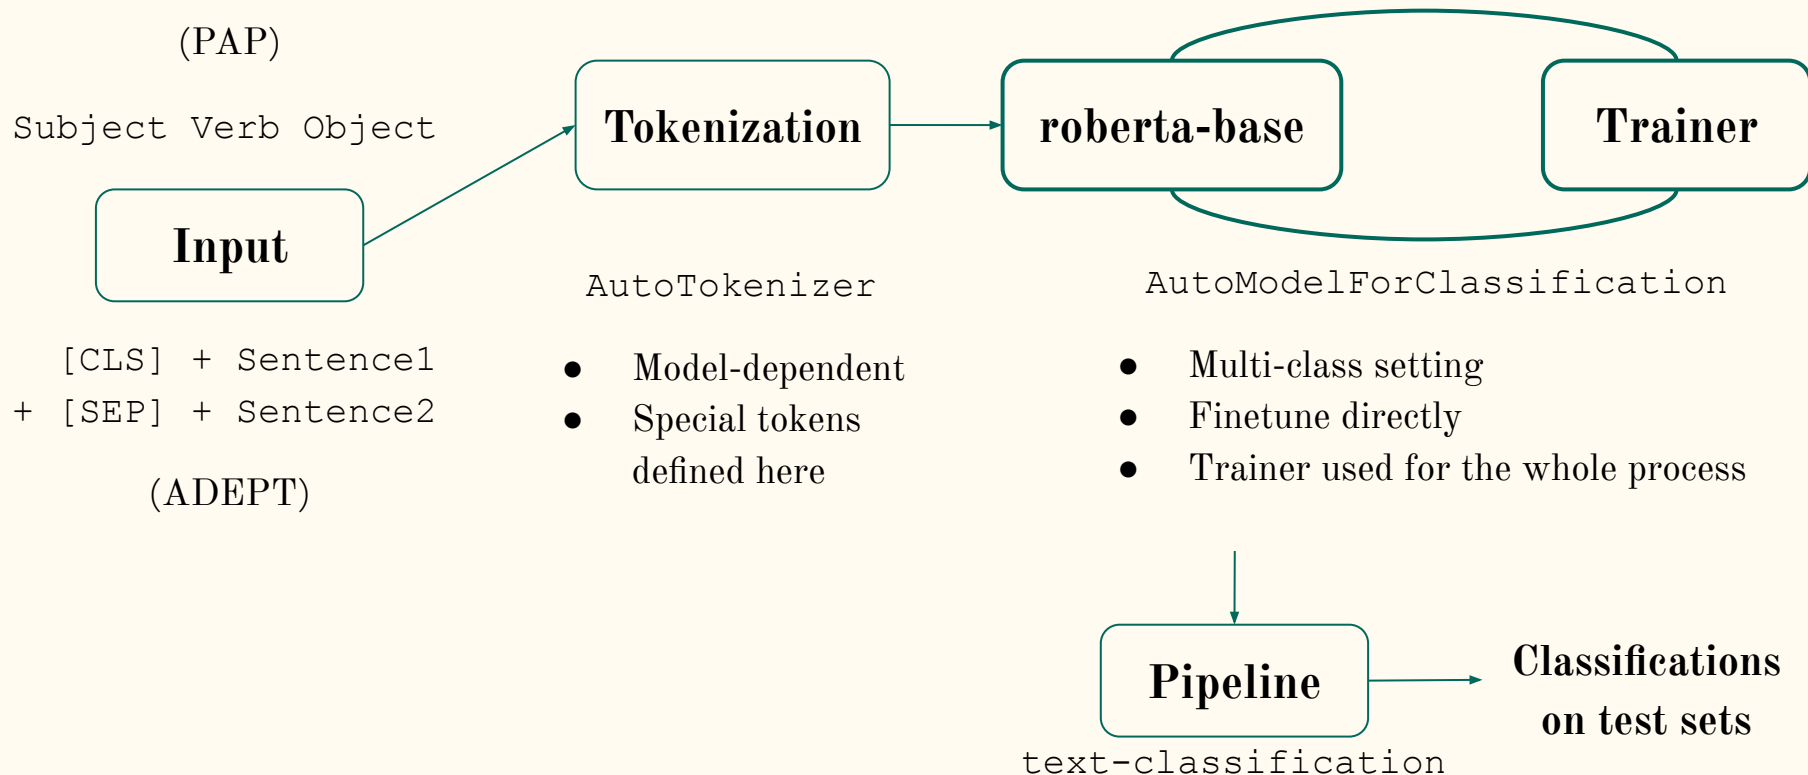 (PAP)
Subject Verb Object
Input
[CLS] + Sentence1
+ [SEP] + Sentence2
(ADEPT)
Tokenization
AutoTokenizer
● Model-dependent
● Special tokens
defined here
roberta-base
Trainer
AutoModelForClassification
● Multi-class setting
● Finetune directly
● Trainer used for the whole process
Pipeline
text-classification
Classifications
on test sets